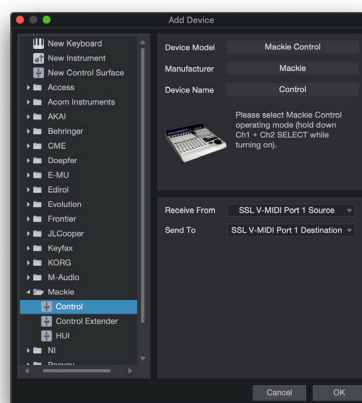 Add Device
New Keyboard
New Instrument
New Control Surface
Access
Acorn Instruments
AKAI
Behringer
CME
Doepfer
E-MU
Edirol
Evolution
Frontier
JLCooper
Keyfax
KORG
M-Audio
Mackie
Control
Control Extender
HUI
NI
Device Model
Mackie Control
Manufacturer
Mackie
Device Name
Control
Please select Mackie Control
operating mode (hold down
Ch1 + Ch2 SELECT while
turning on).
Receive From
SSL V-MIDI Port 1 Source
Send To
SSL V-MIDI Port 1 Destination
Cancel
OK